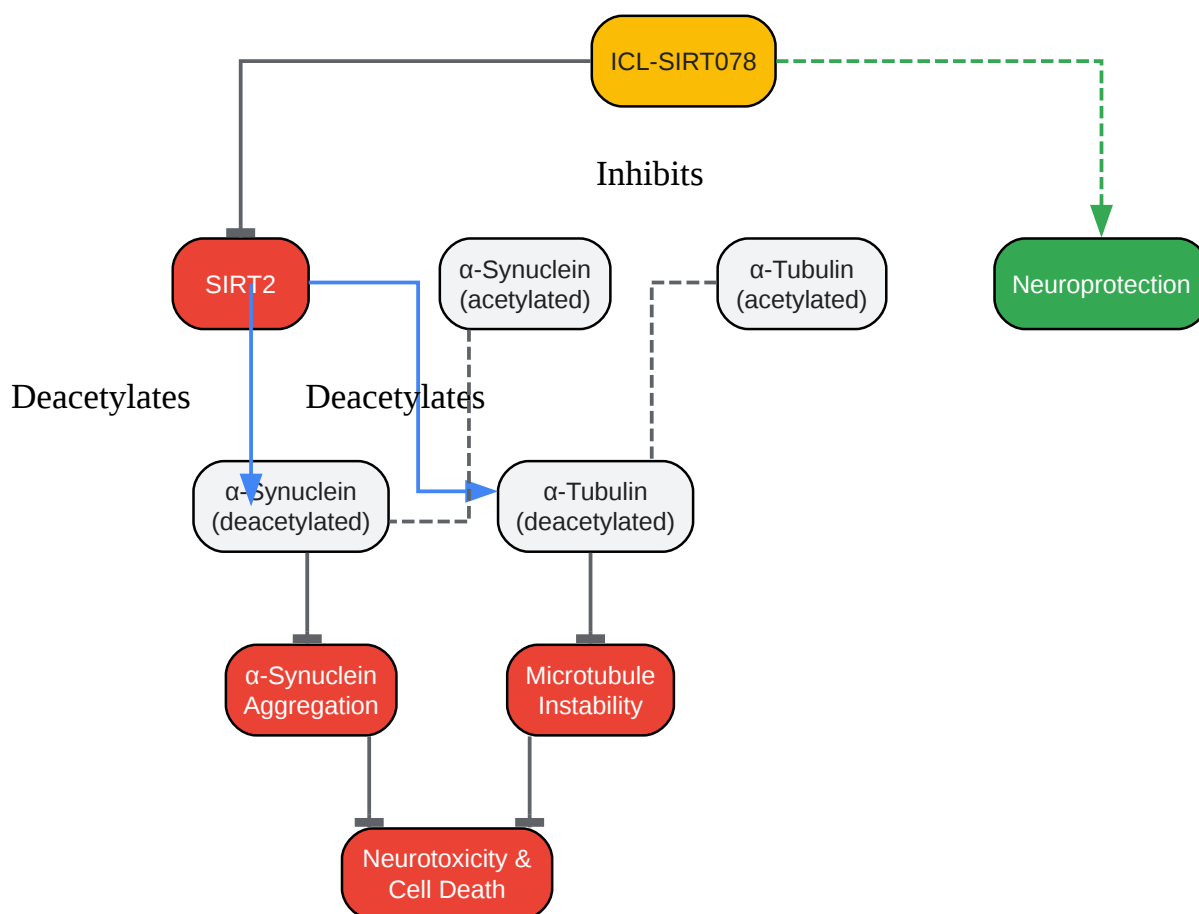 ICL-SIRT078
Inhibits
SIRT2
α-Synuclein
(acetylated)
α-Tubulin
(acetylated)
Neuroprotection
Deacetylates
Deacetylates
α-Synuclein
(deacetylated)
α-Tubulin
(deacetylated)
α-Synuclein
Aggregation
Microtubule
Instability
Neurotoxicity &
Cell Death